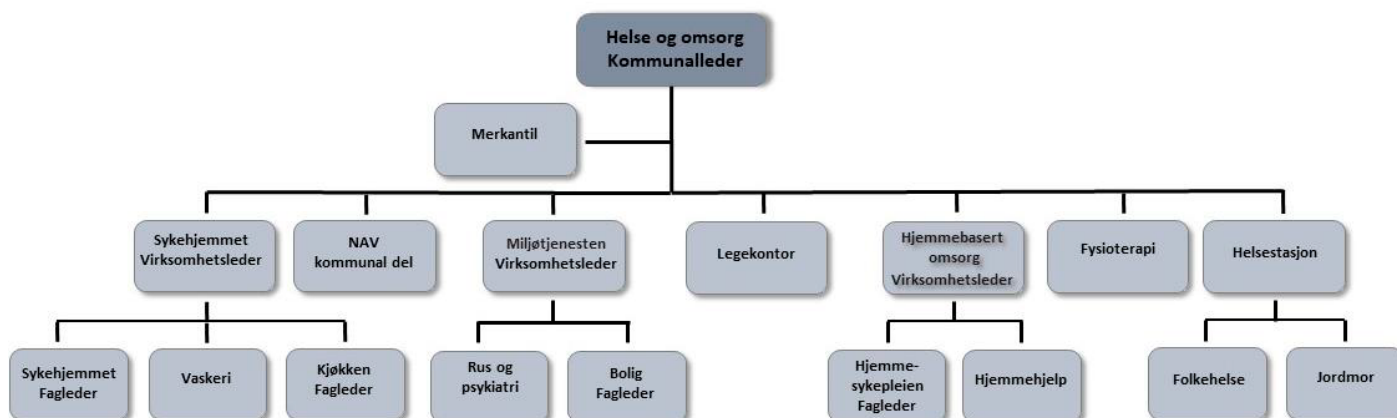 Helse og omsorg
Kommunalleder
Merkantil
Sykehjemmet
Virksomhetsleder
NAV
kommunal del
Miljøtjenesten
Virksomhetsleder
Legekontor
Hjemmebasert
omsorg
Virksomhetsleder
Fysioterapi
Helsestasjon
Sykehjemmet
Fagleder
Vaskeri
Kjøkken
Fagleder
Rus og
psykiatri
Bolig
Fagleder
Hjemme-
sykepleien
Fagleder
Hjemmehjelp
Folkehelse
Jordmor